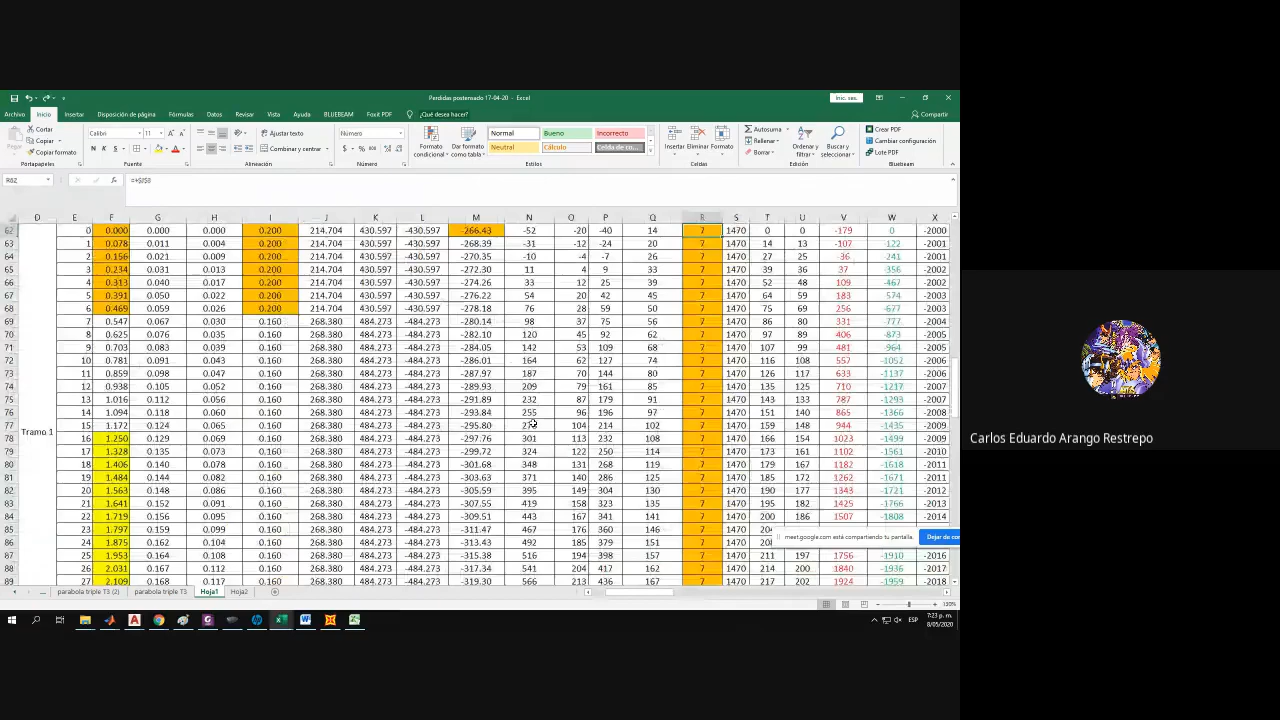 Perdidas postensado 17-04-20 - Excel
Inic. ses.
Archivo Inicio Insertar Disposición de página Fórmulas Datos Revisar Vista Ayuda BLUEBEAM Foxit PDF ¿Qué desea hacer? Compartir
Pegar Cortar Copiar Copiar formato Portapapeles
Calibri 11 N K S Fuente
Ajustar texto Combinar y centrar Alineación
Número $ % 000 Número
Formato condicional Dar formato como tabla Normal Bueno Incorrecto Neutral Cálculo Celda de co... Estilos
Insertar Eliminar Formato Celdas
Autosuma Rellenar Borrar Ordenar y filtrar Buscar y seleccionar Edición
Crear PDF Cambiar configuración Lote PDF Bluebeam
R62 fx =+$I$8
D E F G H I J K L M N O P Q R S T U V W X
62 0 0.000 0.000 0.000 0.200 214.704 430.597 -430.597 -266.43 -52 -20 -40 14 7 1470 0 0 -179 0 -2000
63 1 0.078 0.011 0.004 0.200 214.704 430.597 -430.597 -268.39 -31 -12 -24 20 7 1470 14 13 -107 -122 -2001
64 2 0.156 0.021 0.009 0.200 214.704 430.597 -430.597 -270.35 -10 -4 -7 26 7 1470 27 25 -36 241 -2001
65 3 0.234 0.031 0.013 0.200 214.704 430.597 -430.597 -272.30 11 4 9 33 7 1470 39 36 37 -356 -2002
66 4 0.313 0.040 0.018 0.200 214.704 430.597 -430.597 -274.26 33 12 25 39 7 1470 52 48 109 -467 -2002
67 5 0.391 0.050 0.022 0.200 214.704 430.597 -430.597 -276.22 54 20 42 45 7 1470 64 59 183 574 -2003
68 6 0.469 0.059 0.026 0.200 214.704 430.597 -430.597 -278.18 76 28 59 50 7 1470 75 69 256 -677 -2003
69 7 0.547 0.067 0.030 0.160 268.380 484.273 -484.273 -280.14 98 37 75 56 7 1470 86 80 331 -777 -2004
70 8 0.625 0.076 0.035 0.160 268.380 484.273 -484.273 -282.10 120 45 92 62 7 1470 97 89 406 -873 -2005
71 9 0.703 0.083 0.039 0.160 268.380 484.273 -484.273 -284.05 142 53 109 68 7 1470 107 99 481 -964 -2005
72 10 0.781 0.091 0.043 0.160 268.380 484.273 -484.273 -286.01 164 62 127 74 7 1470 116 108 557 -1052 -2006
73 11 0.859 0.098 0.047 0.160 268.380 484.273 -484.273 -287.97 187 70 144 80 7 1470 126 117 633 -1137 -2006
74 12 0.938 0.105 0.052 0.160 268.380 484.273 -484.273 -289.93 209 79 161 85 7 1470 135 125 710 -1217 -2007
75 13 1.016 0.112 0.056 0.160 268.380 484.273 -484.273 -291.89 232 87 179 91 7 1470 143 133 787 -1293 -2007
76 14 1.094 0.118 0.060 0.160 268.380 484.273 -484.273 -293.84 255 96 196 97 7 1470 151 140 865 -1366 -2008
77 Tramo 1 15 1.172 0.124 0.065 0.160 268.380 484.273 -484.273 -295.80 104 214 102 7 1470 159 148 944 -1435 -2009
78 16 1.250 0.129 0.069 0.160 268.380 484.273 -484.273 -297.76 301 113 232 108 7 1470 166 154 1023 -1499 -2009
79 17 1.328 0.135 0.073 0.160 268.380 484.273 -484.273 -299.72 324 122 250 114 7 1470 173 161 1102 -1561 -2010
80 18 1.406 0.140 0.078 0.160 268.380 484.273 -484.273 -301.68 348 131 268 119 7 1470 179 167 1182 -1618 -2011
81 19 1.484 0.144 0.082 0.160 268.380 484.273 -484.273 -303.63 371 140 286 125 7 1470 185 172 1262 -1671 -2011
82 20 1.563 0.148 0.086 0.160 268.380 484.273 -484.273 -305.59 395 149 304 130 7 1470 190 177 1343 -1721 -2012
83 21 1.641 0.152 0.091 0.160 268.380 484.273 -484.273 -307.55 419 158 323 135 7 1470 195 182 1425 -1766 -2013
84 22 1.719 0.156 0.095 0.160 268.380 484.273 -484.273 -309.51 443 167 341 141 7 1470 200 186 1507 -1808 -2014
85 23 1.797 0.159 0.099 0.160 268.380 484.273 -484.273 -311.47 467 176 360 146 7 1470
86 24 1.875 0.162 0.104 0.160 268.380 484.273 -484.273 -313.43 492 185 379 151 7 1470
meet.google.com está compartiendo tu pantalla. Dejar de com
87 25 1.953 0.164 0.108 0.160 268.380 484.273 -484.273 -315.38 516 194 398 157 7 1470 211 197 1756 -1910 -2016
88 26 2.031 0.167 0.112 0.160 268.380 484.273 -484.273 -317.34 541 204 417 162 7 1470 214 200 1840 -1936 -2017
89 27 2.109 0.168 0.117 0.160 268.380 484.273 -484.273 -319.30 566 213 436 167 7 1470 217 202 1924 -1959 -2018
... parabola triple T3 (2) parabola triple T3 Hoja1 Hoja2
130%
ESP 7:23 p. m. 8/05/2020
Carlos Eduardo Arango Restrepo